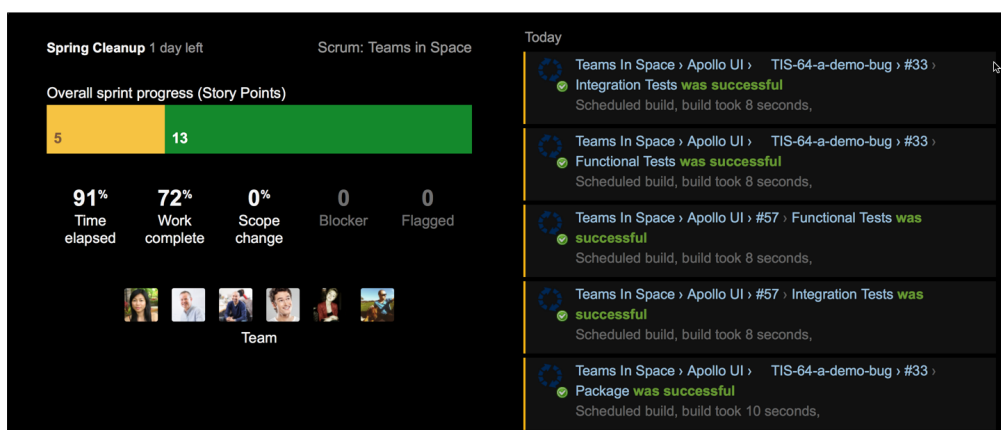 Spring Cleanup 1 day left
Scrum: Teams in Space
Overall sprint progress (Story Points)
5
13
91%
Time
elapsed
72%
Work
complete
0%
Scope
change
0
Blocker
0
Flagged
Team
Today
Teams In Space › Apollo UI › TIS-64-a-demo-bug › #33 ›
Integration Tests was successful
Scheduled build, build took 8 seconds,
Teams In Space › Apollo UI › TIS-64-a-demo-bug › #33 ›
Functional Tests was successful
Scheduled build, build took 8 seconds,
Teams In Space › Apollo UI › #57 › Functional Tests was
successful
Scheduled build, build took 8 seconds,
Teams In Space › Apollo UI › #57 › Integration Tests was
successful
Scheduled build, build took 8 seconds,
Teams In Space › Apollo UI › TIS-64-a-demo-bug › #33 ›
Package was successful
Scheduled build, build took 10 seconds,